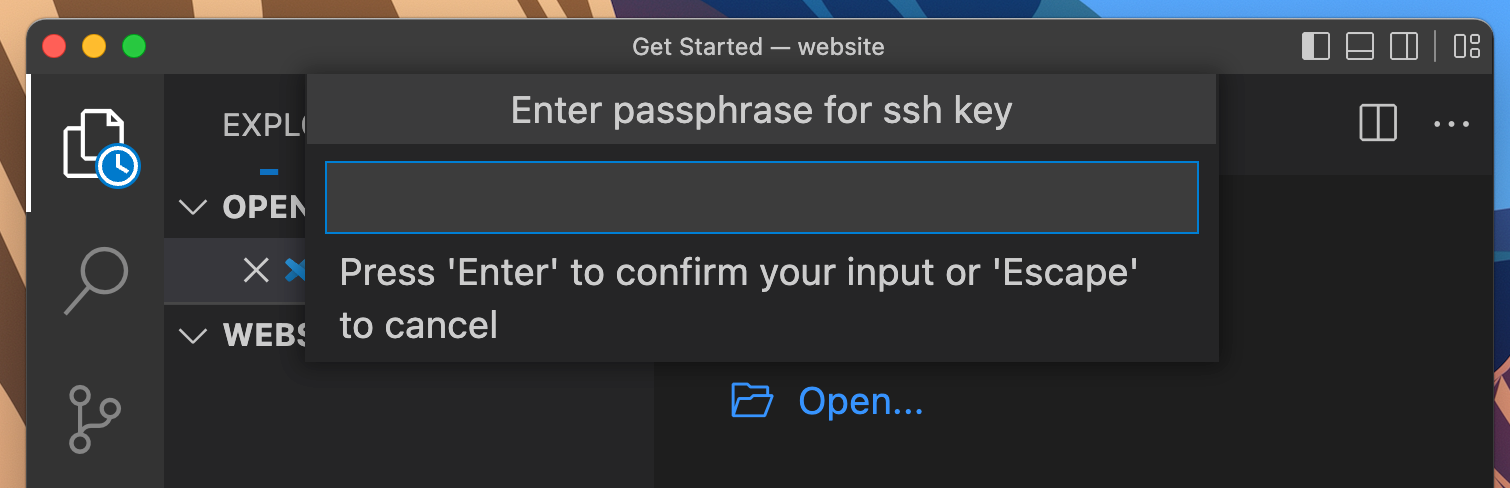 Get Started — website
Enter passphrase for ssh key
EXPLO
OPEN
Press 'Enter' to confirm your input or 'Escape'
to cancel
WEBS
Open...